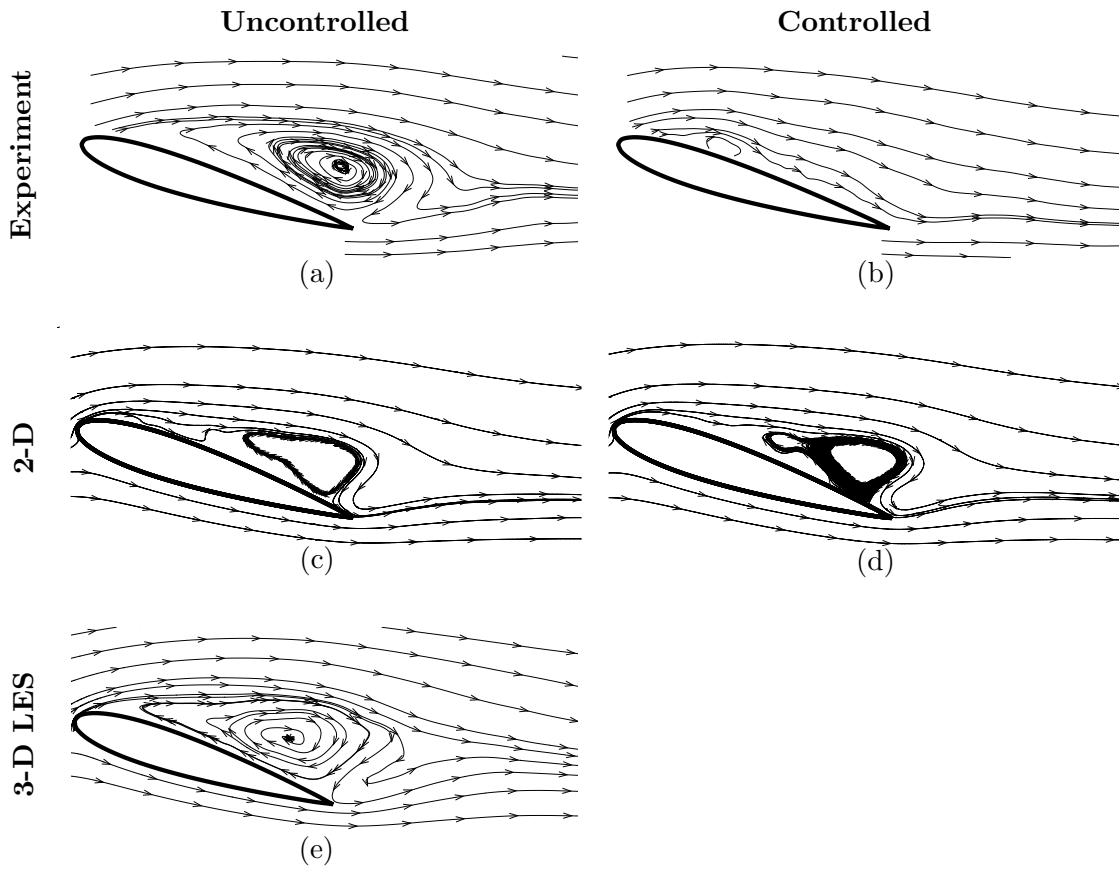 Uncontrolled
Controlled
Experiment
(a)
(b)
2-D
(c)
(d)
3-D LES
(e)